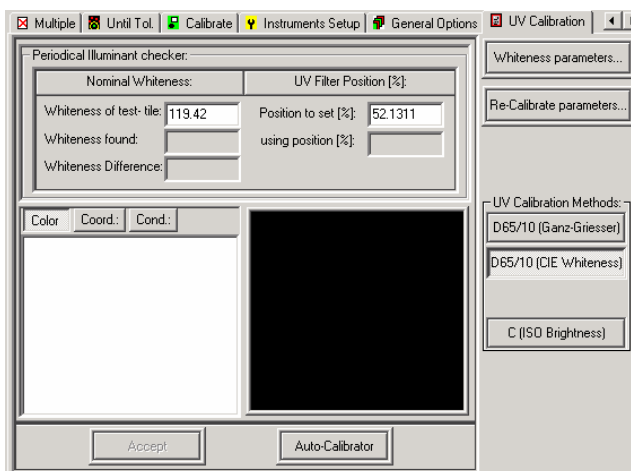 Multiple Until Tol. Calibrate Instruments Setup General Options UV Calibration
Periodical Illuminant checker:
Nominal Whiteness: UV Filter Position [%]:
Whiteness of test- tile: 119.42 Position to set [%]: 52.1311
Whiteness found: using position [%]:
Whiteness Difference:
Whiteness parameters...
Re-Calibrate parameters...
Color Coord.: Cond.:
UV Calibration Methods:
D65/10 (Ganz-Griesser)
D65/10 (CIE Whiteness)
C (ISO Brightness)
Accept Auto-Calibrator